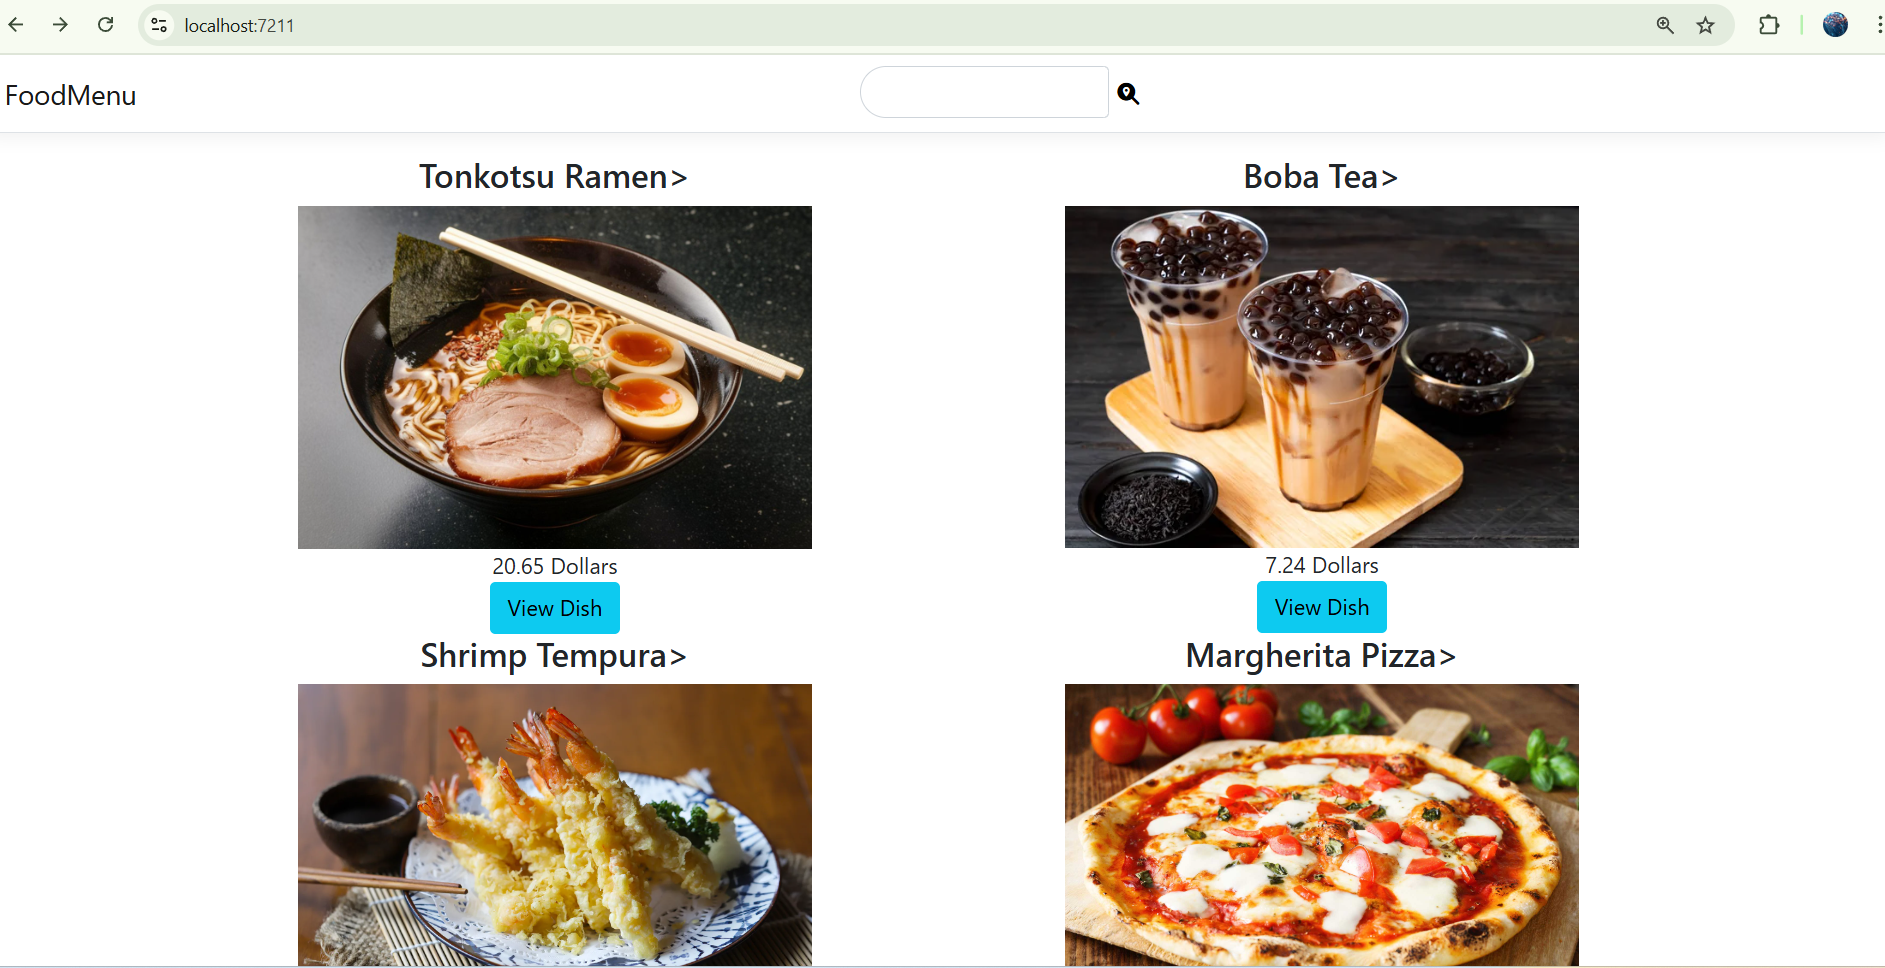 localhost:7211
FoodMenu
Tonkotsu Ramen>
Boba Tea>
20.65 Dollars
7.24 Dollars
View Dish
View Dish
Shrimp Tempura>
Margherita Pizza>